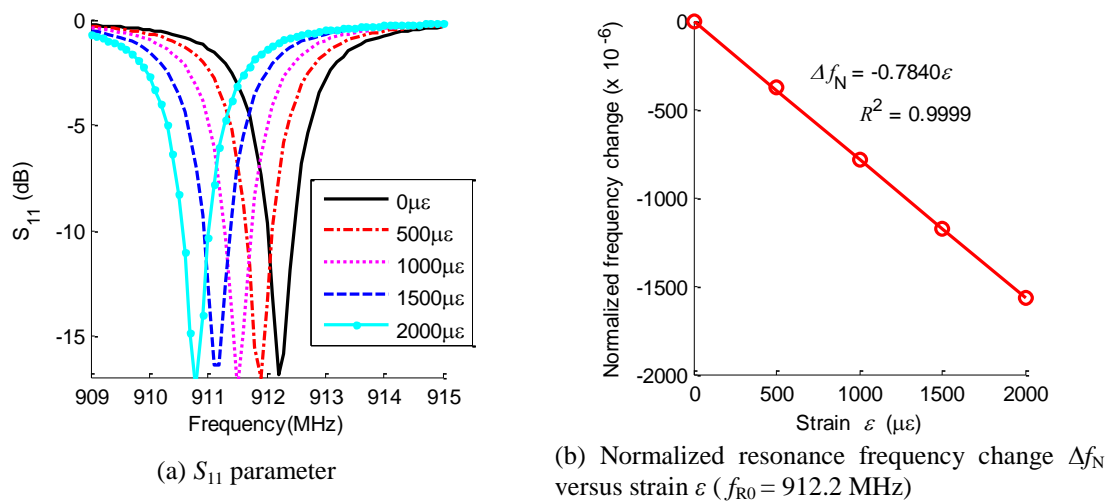 0
-5
-10
-15
S11 (dB)
0με
500με
1000με
1500με
2000με
909 910 911 912 913 914 915
Frequency(MHz)
(a) S11 parameter
Normalized frequency change (x 10-6)
0
-500
-1000
-1500
-2000
ΔfN = -0.7840ε
R2 = 0.9999
0 500 1000 1500 2000
Strain ε (με)
(b) Normalized resonance frequency change ΔfN
versus strain ε ( fR0 = 912.2 MHz)